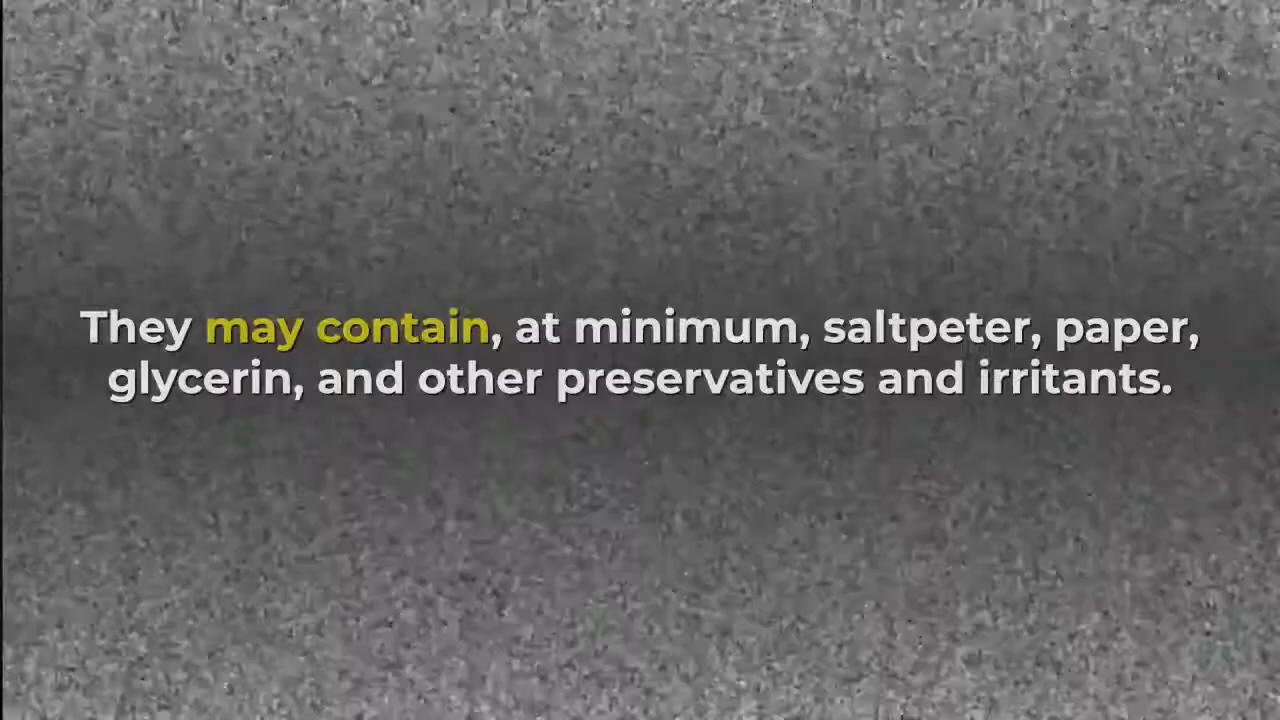 They may contain, at minimum, saltpeter, paper,
glycerin, and other preservatives and irritants.